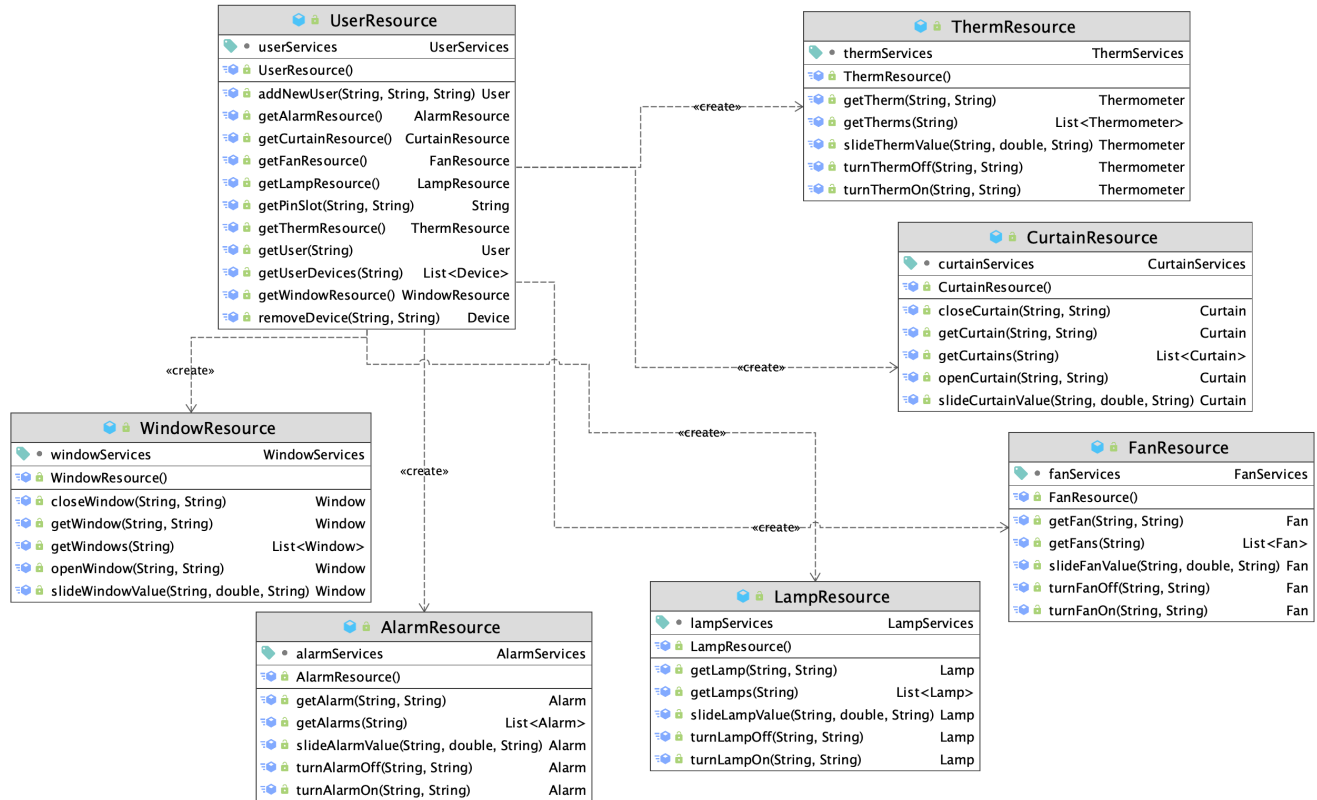 UserResource
userServices UserServices
UserResource()
addNewUser(String, String, String) User
getAlarmResource() AlarmResource
getCurtainResource() CurtainResource
getFanResource() FanResource
getLampResource() LampResource
getPinSlot(String, String) String
getThermResource() ThermResource
getUser(String) User
getUserDevices(String) List<Device>
getWindowResource() WindowResource
removeDevice(String, String) Device
ThermResource
thermServices ThermServices
ThermResource()
getTherm(String, String) Thermometer
getTherms(String) List<Thermometer>
slideThermValue(String, double, String) Thermometer
turnThermOff(String, String) Thermometer
turnThermOn(String, String) Thermometer
«create»
CurtainResource
curtainServices CurtainServices
CurtainResource()
closeCurtain(String, String) Curtain
getCurtain(String, String) Curtain
getCurtains(String) List<Curtain>
openCurtain(String, String) Curtain
slideCurtainValue(String, double, String) Curtain
«create»
«create»
WindowResource
windowServices WindowServices
WindowResource()
closeWindow(String, String) Window
getWindow(String, String) Window
getWindows(String) List<Window>
openWindow(String, String) Window
slideWindowValue(String, double, String) Window
«create»
«create»
«create»
FanResource
fanServices FanServices
FanResource()
getFan(String, String) Fan
getFans(String) List<Fan>
slideFanValue(String, double, String) Fan
turnFanOff(String, String) Fan
turnFanOn(String, String) Fan
LampResource
lampServices LampServices
LampResource()
getLamp(String, String) Lamp
getLamps(String) List<Lamp>
slideLampValue(String, double, String) Lamp
turnLampOff(String, String) Lamp
turnLampOn(String, String) Lamp
AlarmResource
alarmServices AlarmServices
AlarmResource()
getAlarm(String, String) Alarm
getAlarms(String) List<Alarm>
slideAlarmValue(String, double, String) Alarm
turnAlarmOff(String, String) Alarm
turnAlarmOn(String, String) Alarm